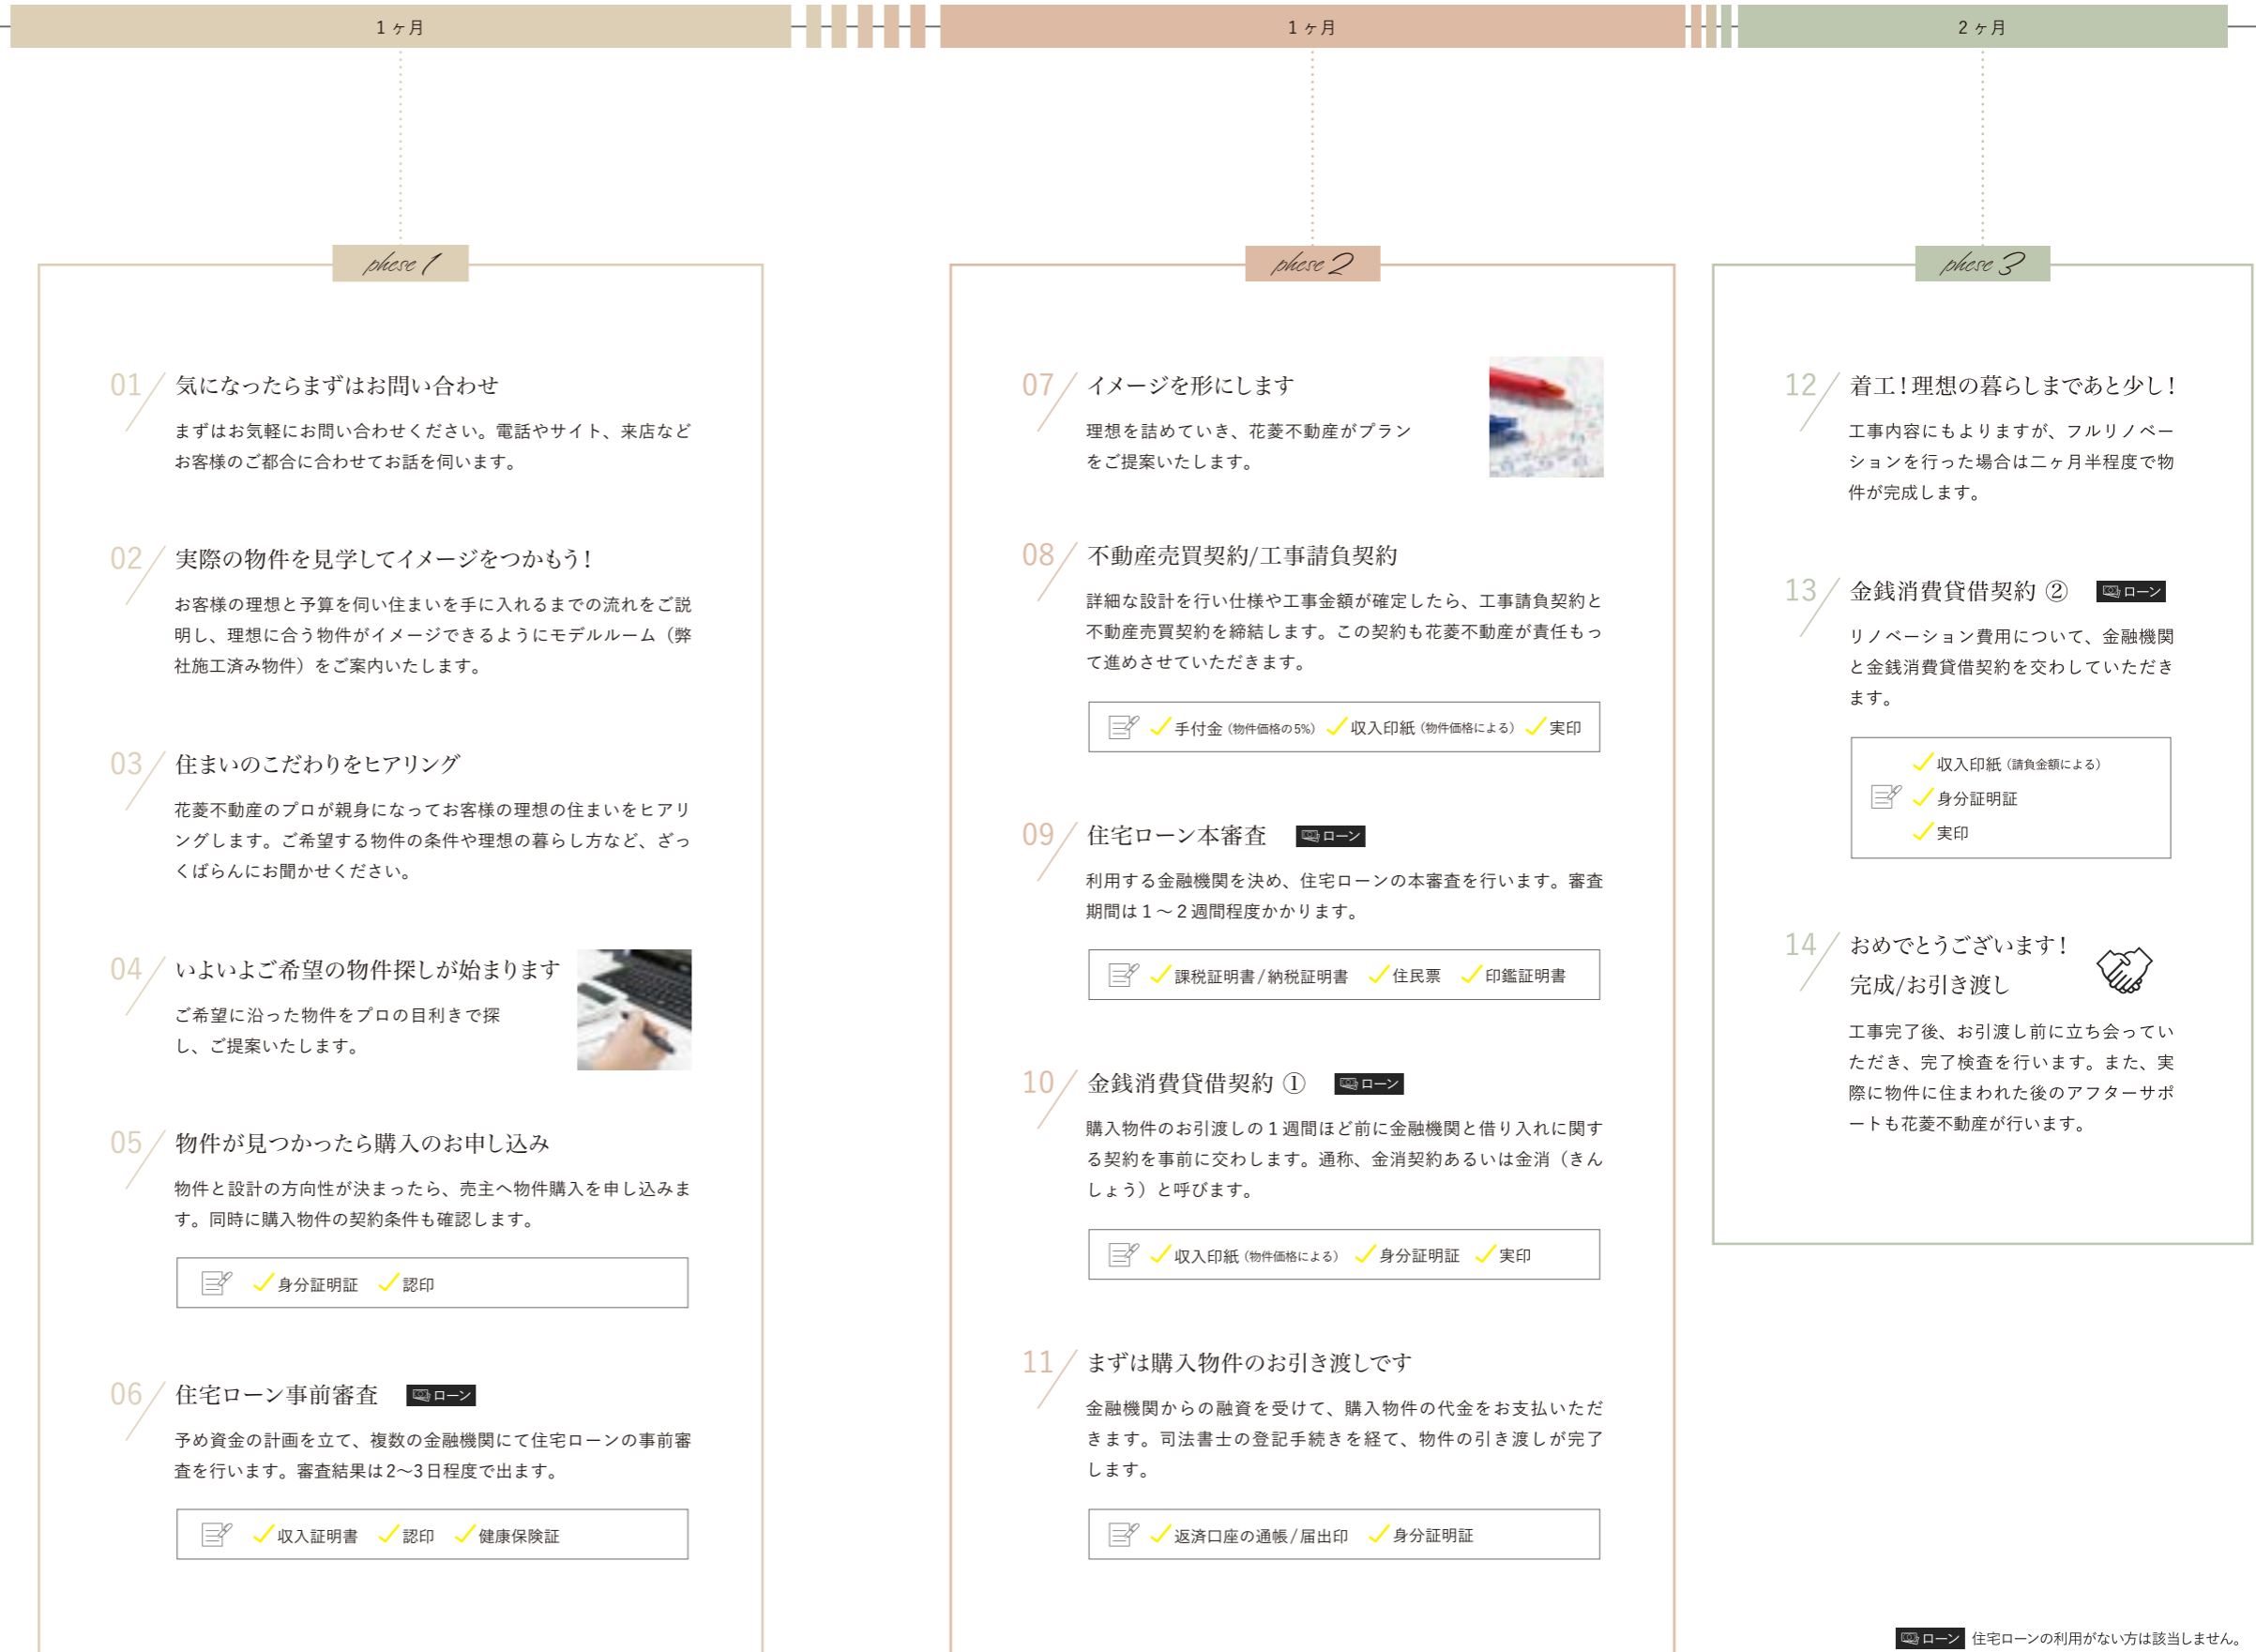 1ヶ月
1ヶ月
2ヶ月
phese 1
01
気になったらまずはお問い合わせ
まずはお気軽にお問い合わせください。電話やサイト、来店など
お客様のご都合に合わせてお話を伺います。
02
実際の物件を見学してイメージをつかもう!
お客様の理想と予算を伺い住まいを手に入れるまでの流れをご説
明し、理想に合う物件がイメージできるようにモデルルーム（弊
社施工済み物件）をご案内いたします。
03
住まいのこだわりをヒアリング
花菱不動産のプロが親身になってお客様の理想の住まいをヒアリ
ングします。ご希望する物件の条件や理想の暮らし方など、ざっ
くばらんにお聞かせください。
04
いよいよご希望の物件探しが始まります
ご希望に沿った物件をプロの目利きで探
し、ご提案いたします。
05
物件が見つかったら購入のお申し込み
物件と設計の方向性が決まったら、売主へ物件購入を申し込みま
す。同時に購入物件の契約条件も確認します。
身分証明証 認印
06
住宅ローン事前審査 ローン
予め資金の計画を立て、複数の金融機関にて住宅ローンの事前審
査を行います。審査結果は2〜3日程度で出ます。
収入証明書 認印 健康保険証
phese 2
07
イメージを形にします
理想を詰めていき、花菱不動産がプラン
をご提案いたします。
08
不動産売買契約/工事請負契約
詳細な設計を行い仕様や工事金額が確定したら、工事請負契約と
不動産売買契約を締結します。この契約も花菱不動産が責任もっ
て進めさせていただきます。
手付金（物件価格の5%） 収入印紙（物件価格による） 実印
09
住宅ローン本審査 ローン
利用する金融機関を決め、住宅ローンの本審査を行います。審査
期間は1〜2週間程度かかります。
課税証明書/納税証明書 住民票 印鑑証明書
10
金銭消費貸借契約 ① ローン
購入物件のお引渡しの1週間ほど前に金融機関と借り入れに関す
る契約を事前に交わします。通称、金消契約あるいは金消（きん
しょう）と呼びます。
収入印紙（物件価格による） 身分証明証 実印
11
まずは購入物件のお引き渡しです
金融機関からの融資を受けて、購入物件の代金をお支払いただ
きます。司法書士の登記手続きを経て、物件の引き渡しが完了
します。
返済口座の通帳/届出印 身分証明証
phese 3
12
着工!理想の暮らしまであと少し!
工事内容にもよりますが、フルリノベー
ションを行った場合は二ヶ月半程度で物
件が完成します。
13
金銭消費貸借契約 ② ローン
リノベーション費用について、金融機関
と金銭消費貸借契約を交わしていただき
ます。
収入印紙（請負金額による）
身分証明証
実印
14
おめでとうございます!
完成/お引き渡し
工事完了後、お引渡し前に立ち会ってい
ただき、完了検査を行います。また、実
際に物件に住まわれた後のアフターサポ
ートも花菱不動産が行います。
ローン 住宅ローンの利用がない方は該当しません。